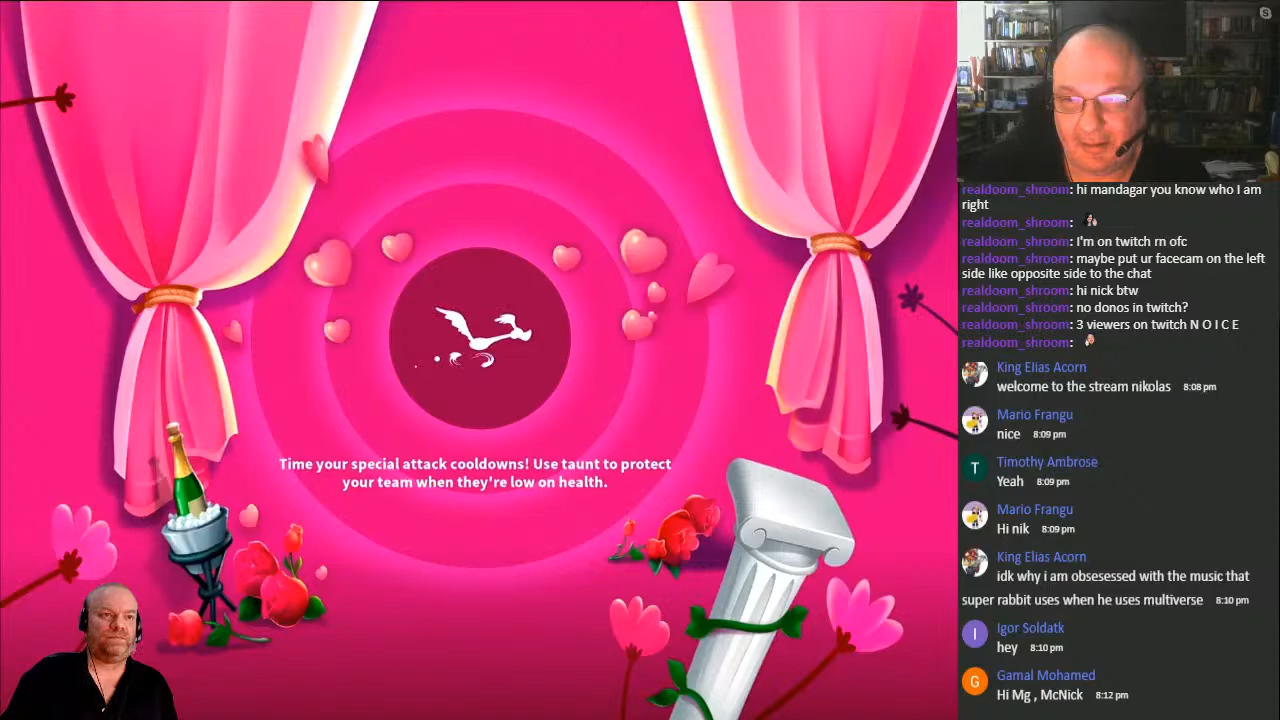 Time your special attack cooldowns! Use taunt to protect
your team when they're low on health.
realdoom_shroom: hi mandagar you know who I am
right
realdoom_shroom:
realdoom_shroom: I'm on twitch rn ofc
realdoom_shroom: maybe put ur facecam on the left
side like opposite side to the chat
realdoom_shroom: hi nick btw
realdoom_shroom: no donos in twitch?
realdoom_shroom: 3 viewers on twitch N O I C E
realdoom_shroom:
King Elias Acorn
welcome to the stream nikolas 8:08 pm
Mario Frangu
nice 8:09 pm
T
Timothy Ambrose
Yeah 8:09 pm
Mario Frangu
Hi nik 8:09 pm
King Elias Acorn
idk why i am obsesessed with the music that
super rabbit uses when he uses multiverse 8:10 pm
I
Igor Soldatk
hey 8:10 pm
G
Gamal Mohamed
Hi Mg , McNick 8:12 pm